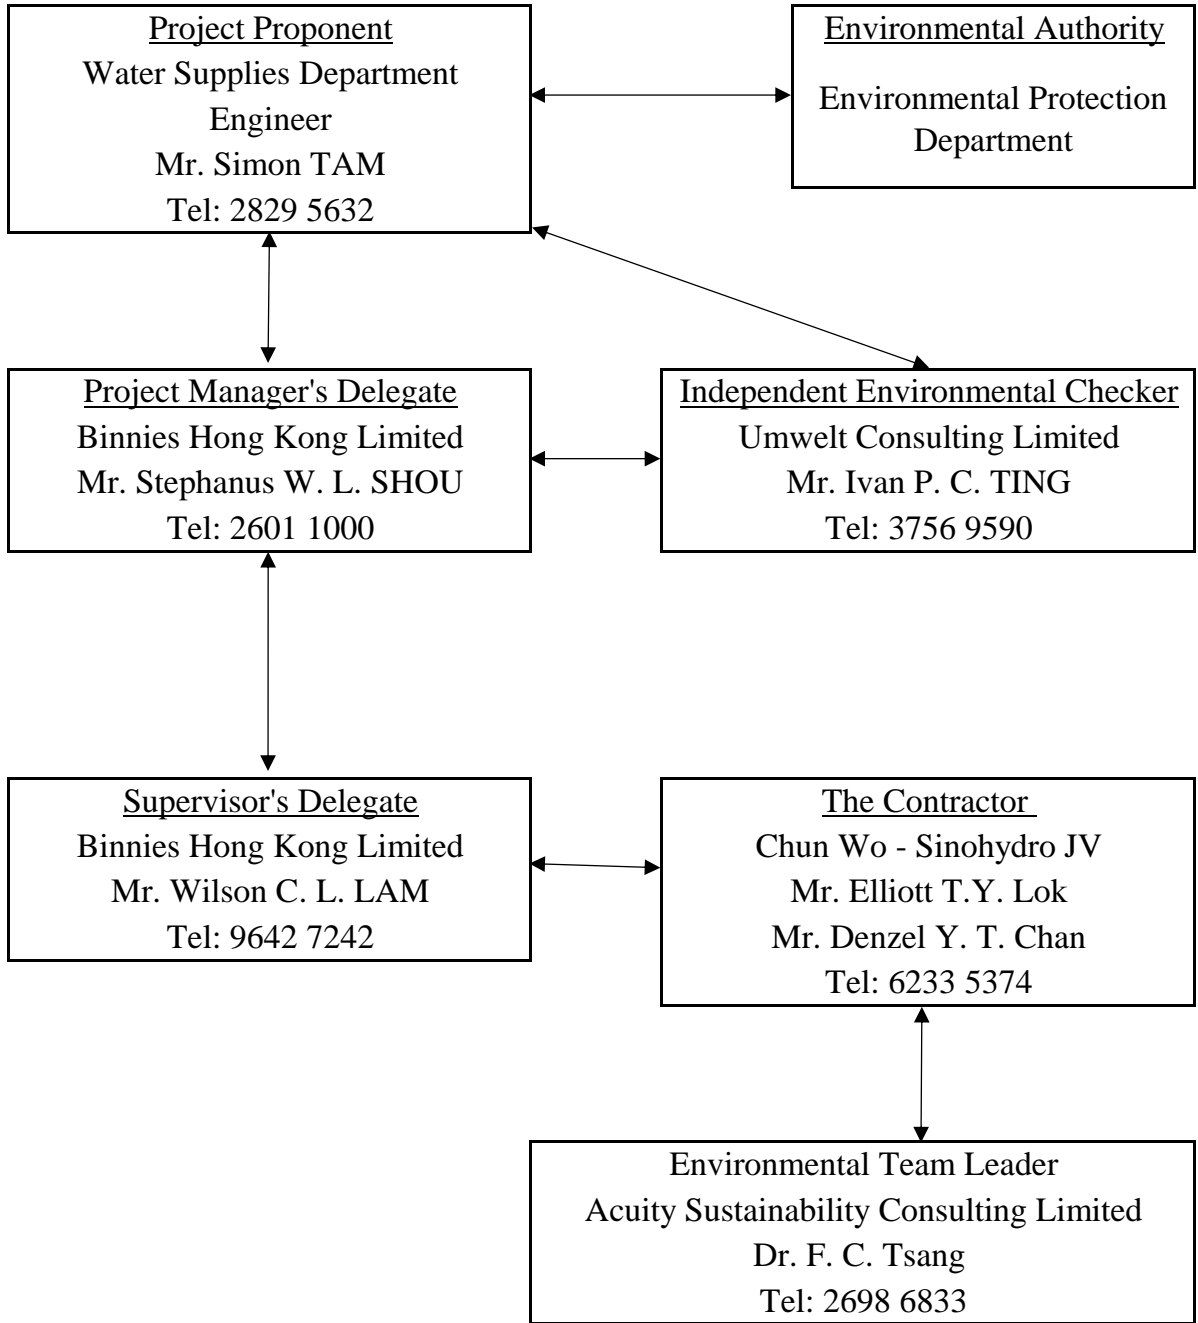 Project Proponent
Water Supplies Department
Engineer
Mr. Simon TAM
Tel: 2829 5632
Environmental Authority
Environmental Protection
Department
Project Manager's Delegate
Binnies Hong Kong Limited
Mr. Stephanus W. L. SHOU
Tel: 2601 1000
Independent Environmental Checker
Umwelt Consulting Limited
Mr. Ivan P. C. TING
Tel: 3756 9590
Supervisor's Delegate
Binnies Hong Kong Limited
Mr. Wilson C. L. LAM
Tel: 9642 7242
The Contractor
Chun Wo - Sinohydro JV
Mr. Elliott T.Y. Lok
Mr. Denzel Y. T. Chan
Tel: 6233 5374
Environmental Team Leader
Acuity Sustainability Consulting Limited
Dr. F. C. Tsang
Tel: 2698 6833